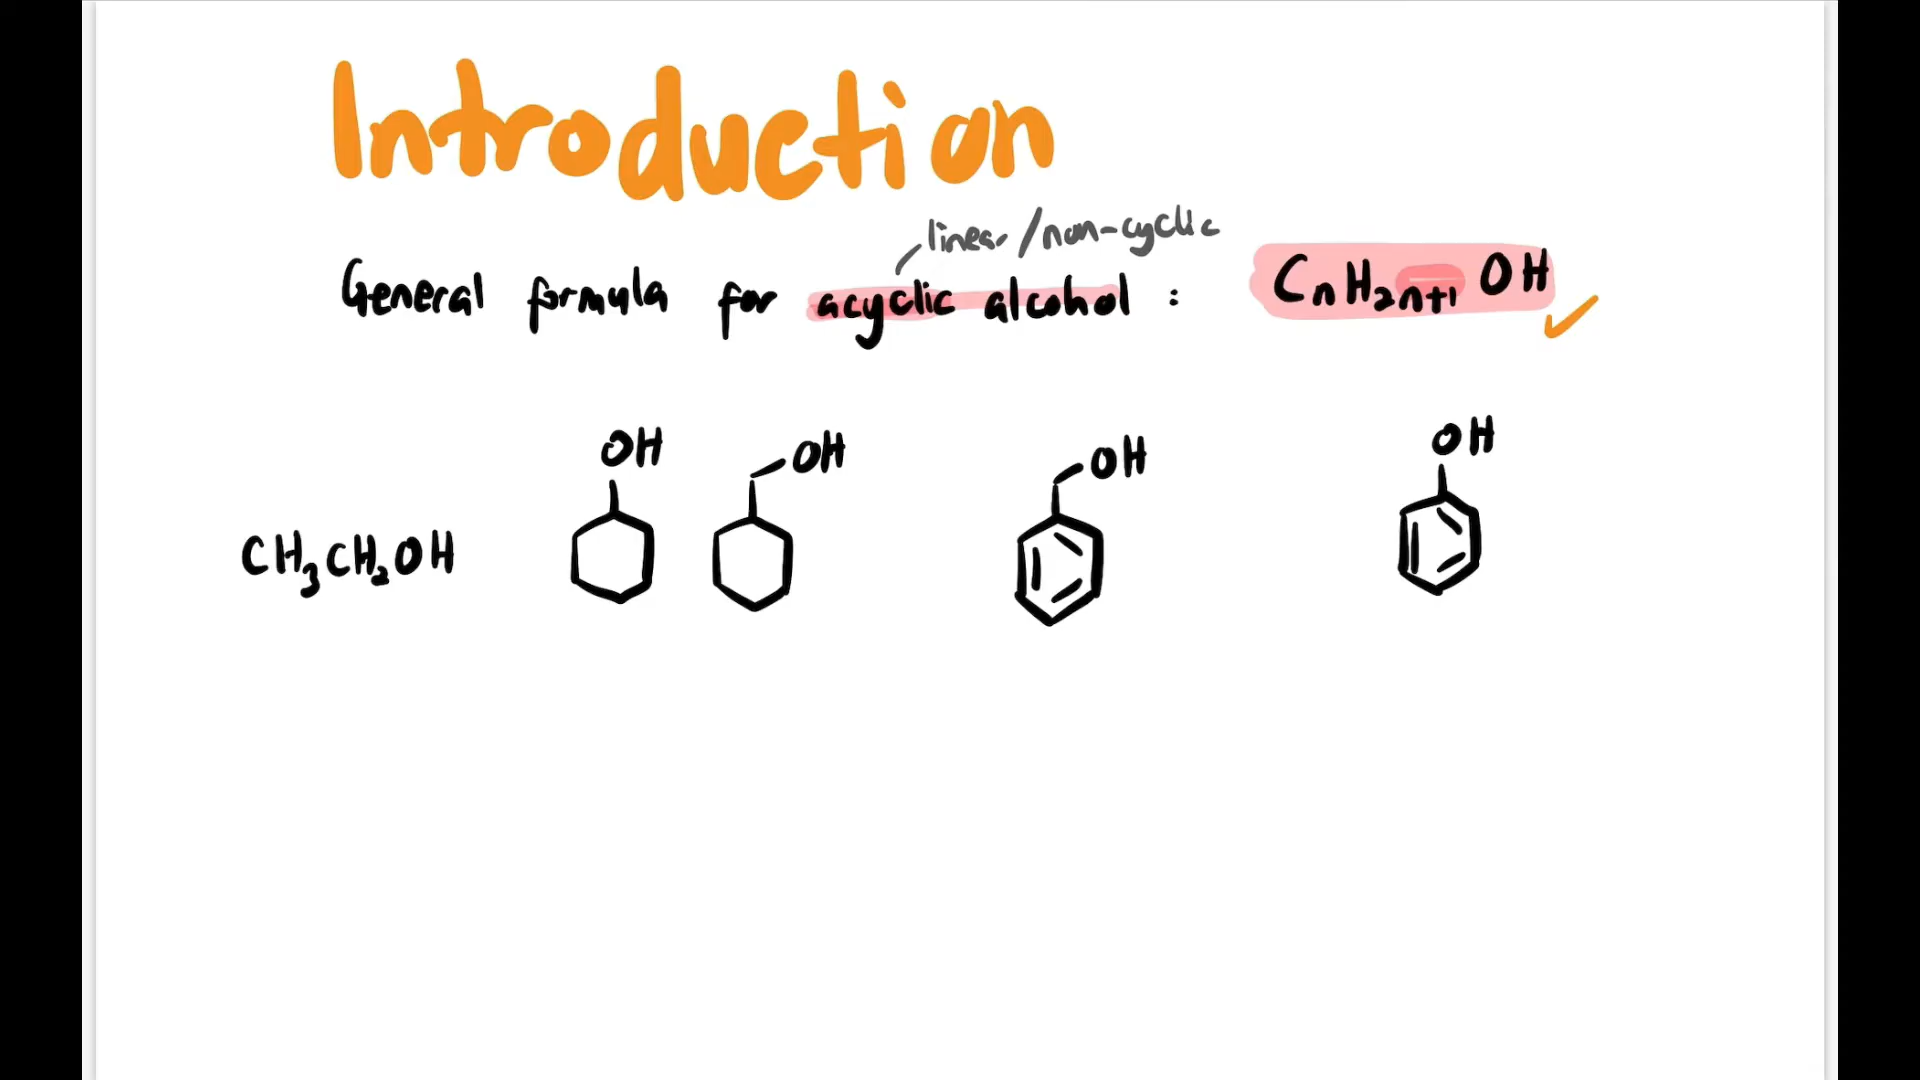 Introduction
linear/non-cyclic
General formula for acyclic alcohol : CnH2n+1 OH
OH
OH
OH
OH
CH3CH2OH